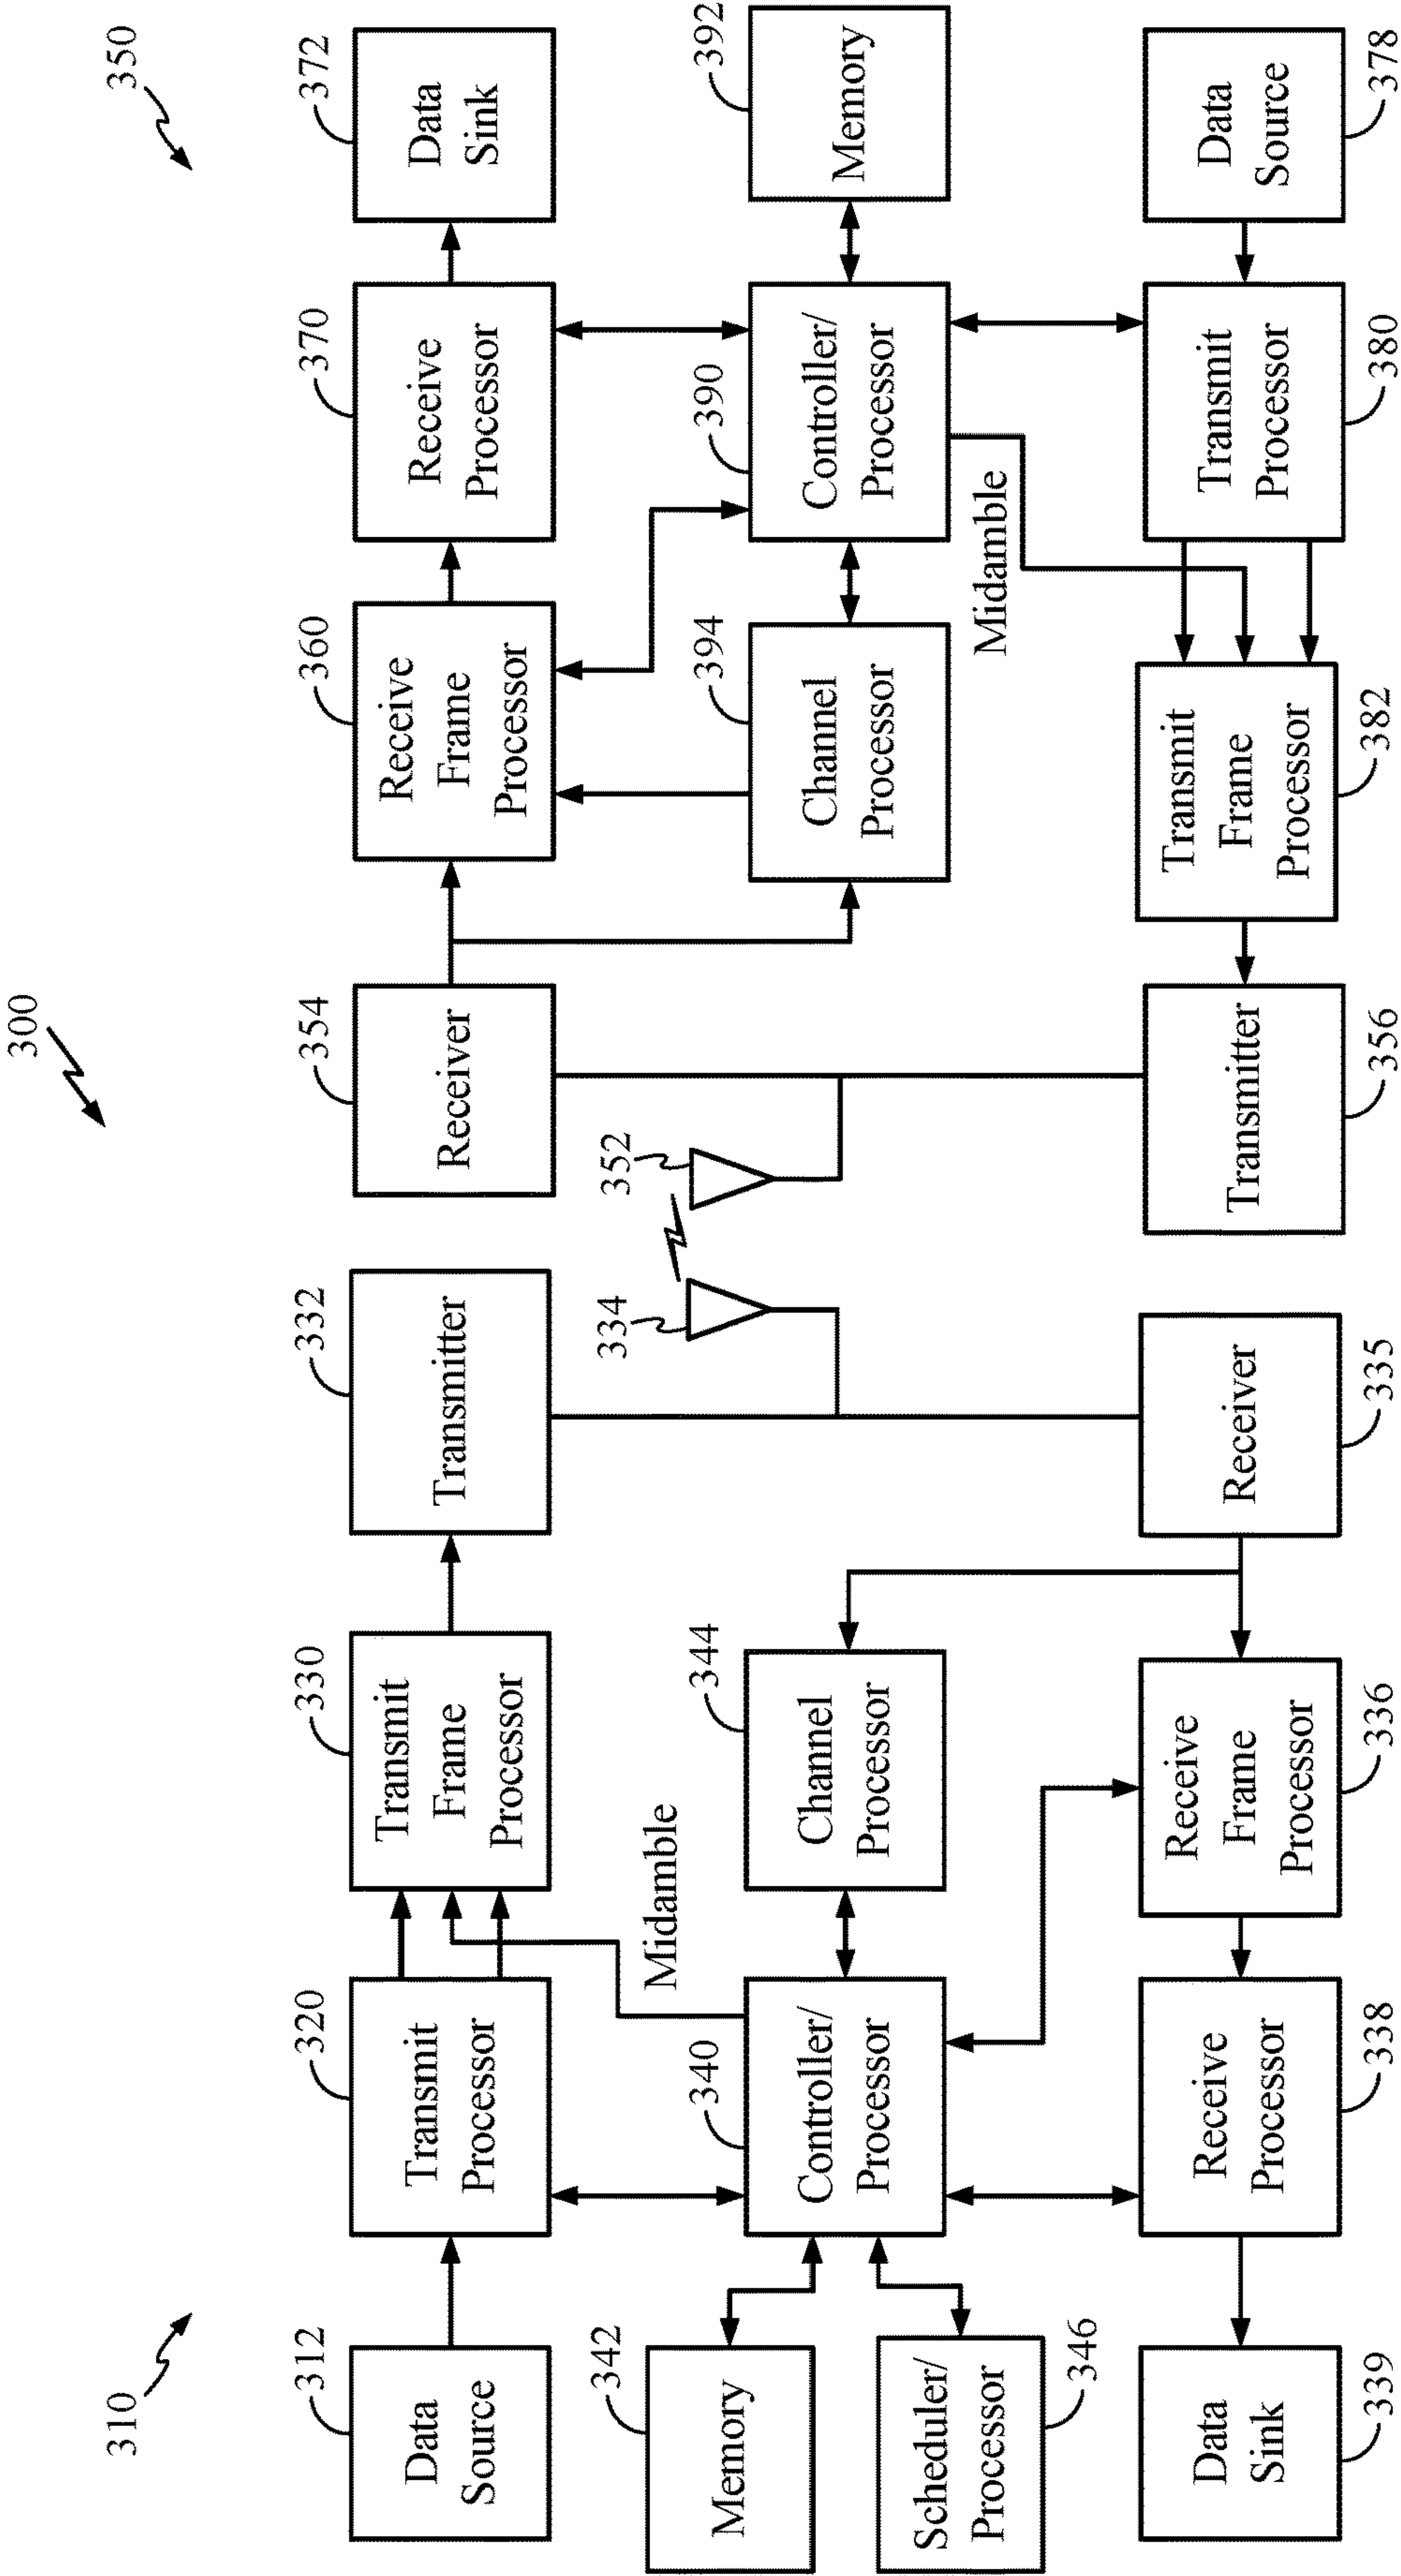 300
310
350
312
Data
Source
320
Transmit
Processor
330
Transmit
Frame
Processor
332
Transmitter
354
Receiver
360
Receive
Frame
Processor
370
Receive
Processor
372
Data
Sink
342
Memory
340
Controller/
Processor
Midamble
344
Channel
Processor
334
352
394
Channel
Processor
390
Controller/
Processor
392
Memory
Scheduler/
Processor
346
Midamble
Data
Sink
339
Receive
Processor
338
Receive
Frame
Processor
336
Receiver
335
Transmitter
356
Transmit
Frame
Processor
382
Transmit
Processor
380
Data
Source
378